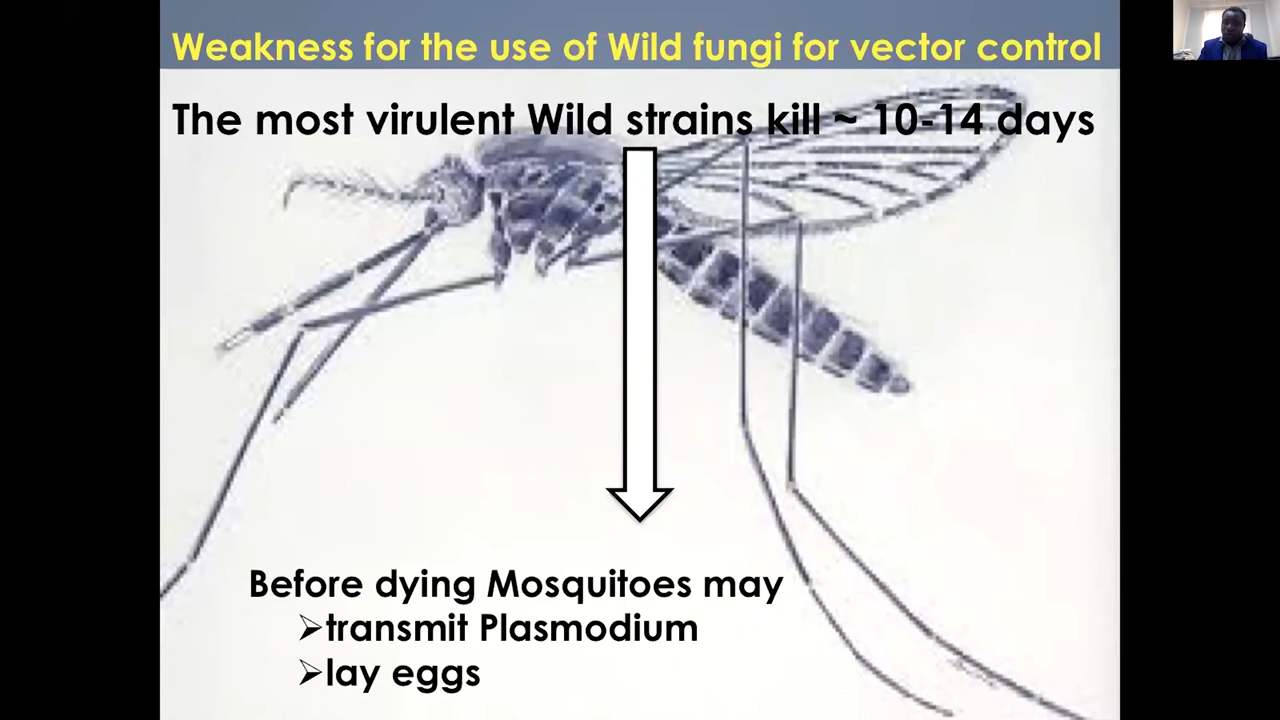 Weakness for the use of Wild fungi for vector control
The most virulent Wild strains kill ~ 10-14 days
Before dying Mosquitoes may
➢transmit Plasmodium
➢lay eggs